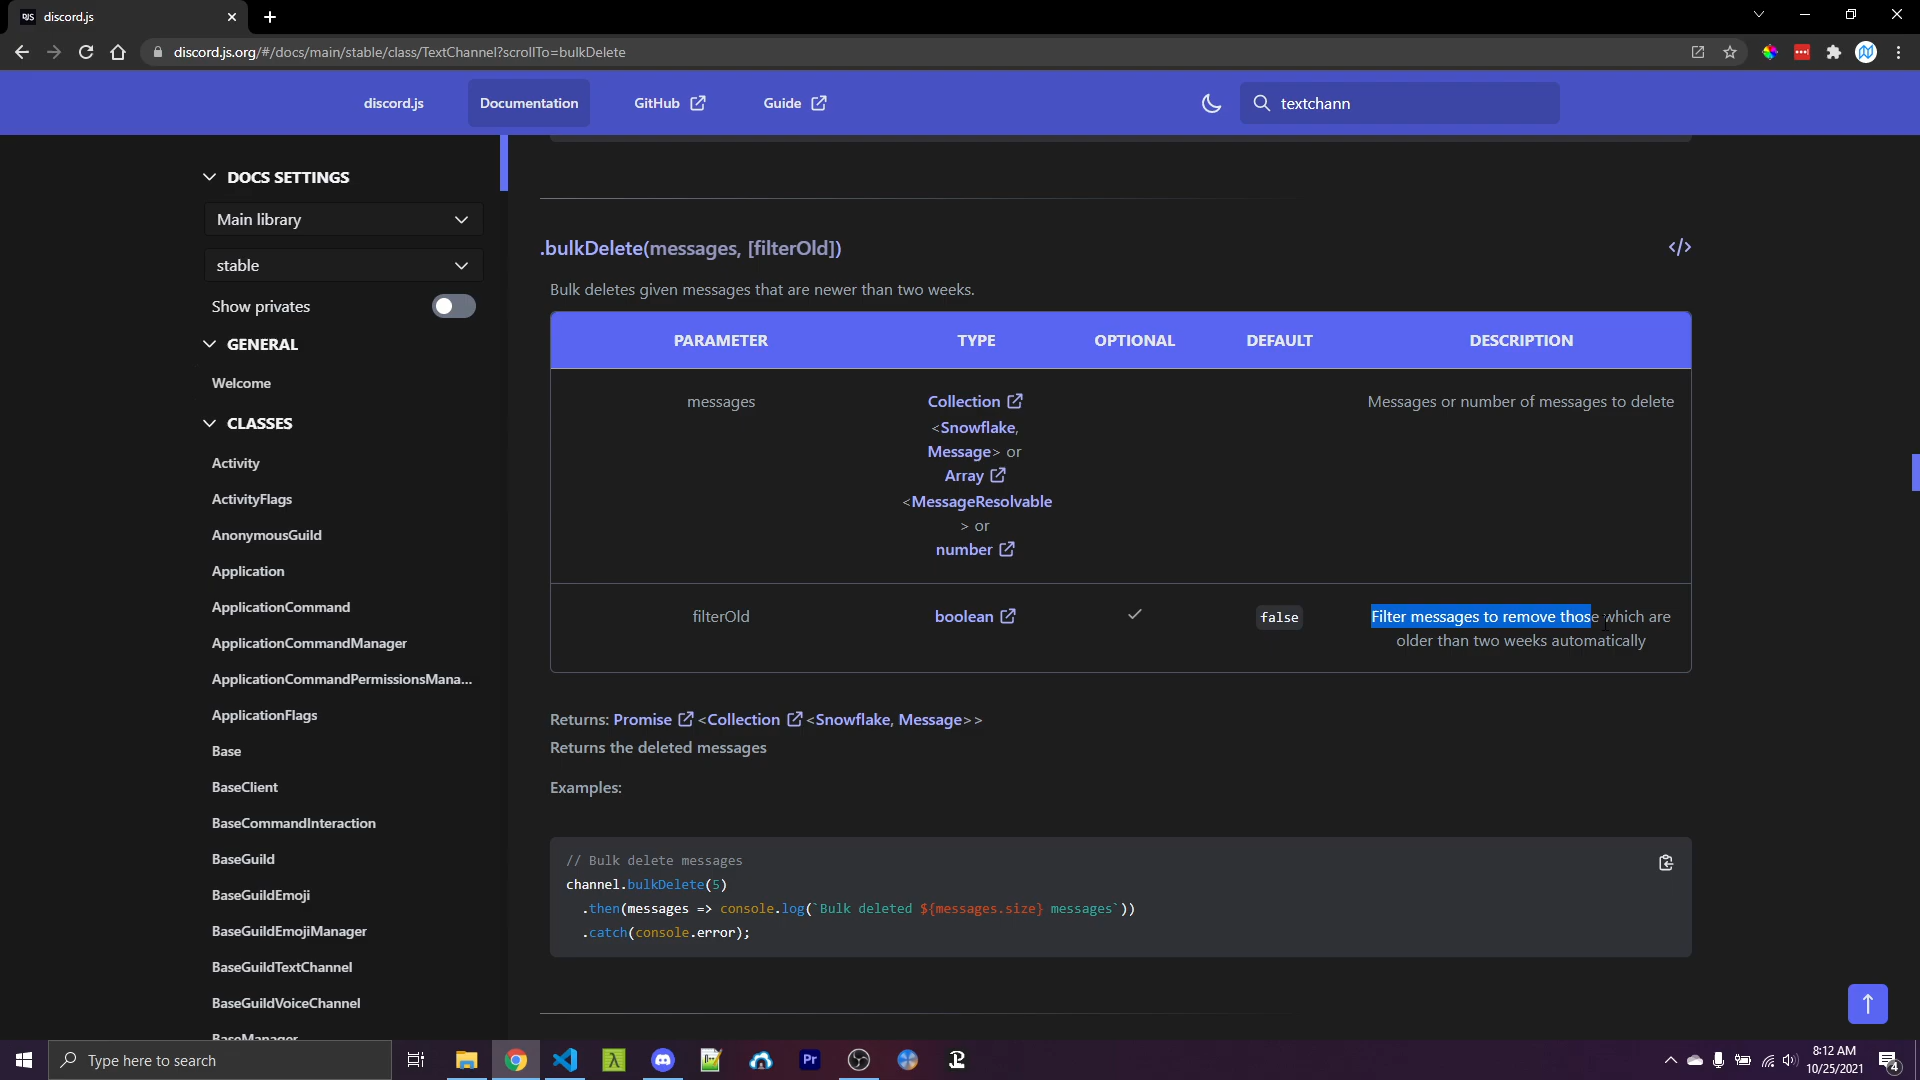 DJS discord.js
discord.js.org/#/docs/main/stable/class/TextChannel?scrollTo=bulkDelete
discord.js Documentation GitHub Guide textchann
DOCS SETTINGS
Main library
stable
Show privates
GENERAL
Welcome
CLASSES
Activity
ActivityFlags
AnonymousGuild
Application
ApplicationCommand
ApplicationCommandManager
ApplicationCommandPermissionsMana...
ApplicationFlags
Base
BaseClient
BaseCommandInteraction
BaseGuild
BaseGuildEmoji
BaseGuildEmojiManager
BaseGuildTextChannel
BaseGuildVoiceChannel
BaseManager
.bulkDelete(messages, [filterOld])
</>
Bulk deletes given messages that are newer than two weeks.
PARAMETER TYPE OPTIONAL DEFAULT DESCRIPTION
messages
Collection
<Snowflake,
Message> or
Array
<MessageResolvable
> or
number
Messages or number of messages to delete
filterOld boolean false
Filter messages to remove those which are
older than two weeks automatically
Returns: Promise <Collection <Snowflake, Message>>
Returns the deleted messages
Examples:
// Bulk delete messages
channel.bulkDelete(5)
.then(messages => console.log(`Bulk deleted ${messages.size} messages`))
.catch(console.error);
Type here to search
Pr
8:12 AM
10/25/2021
4